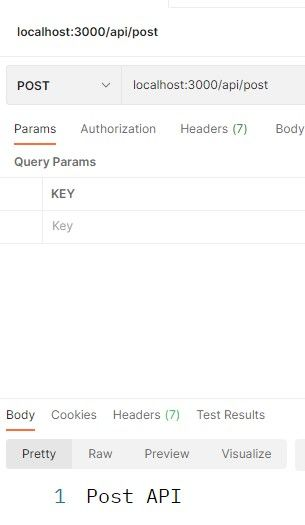 localhost:3000/api/post
POST localhost:3000/api/post
Params Authorization Headers (7) Body
Query Params
KEY
Key
Body Cookies Headers (7) Test Results
Pretty Raw Preview Visualize
1 Post API